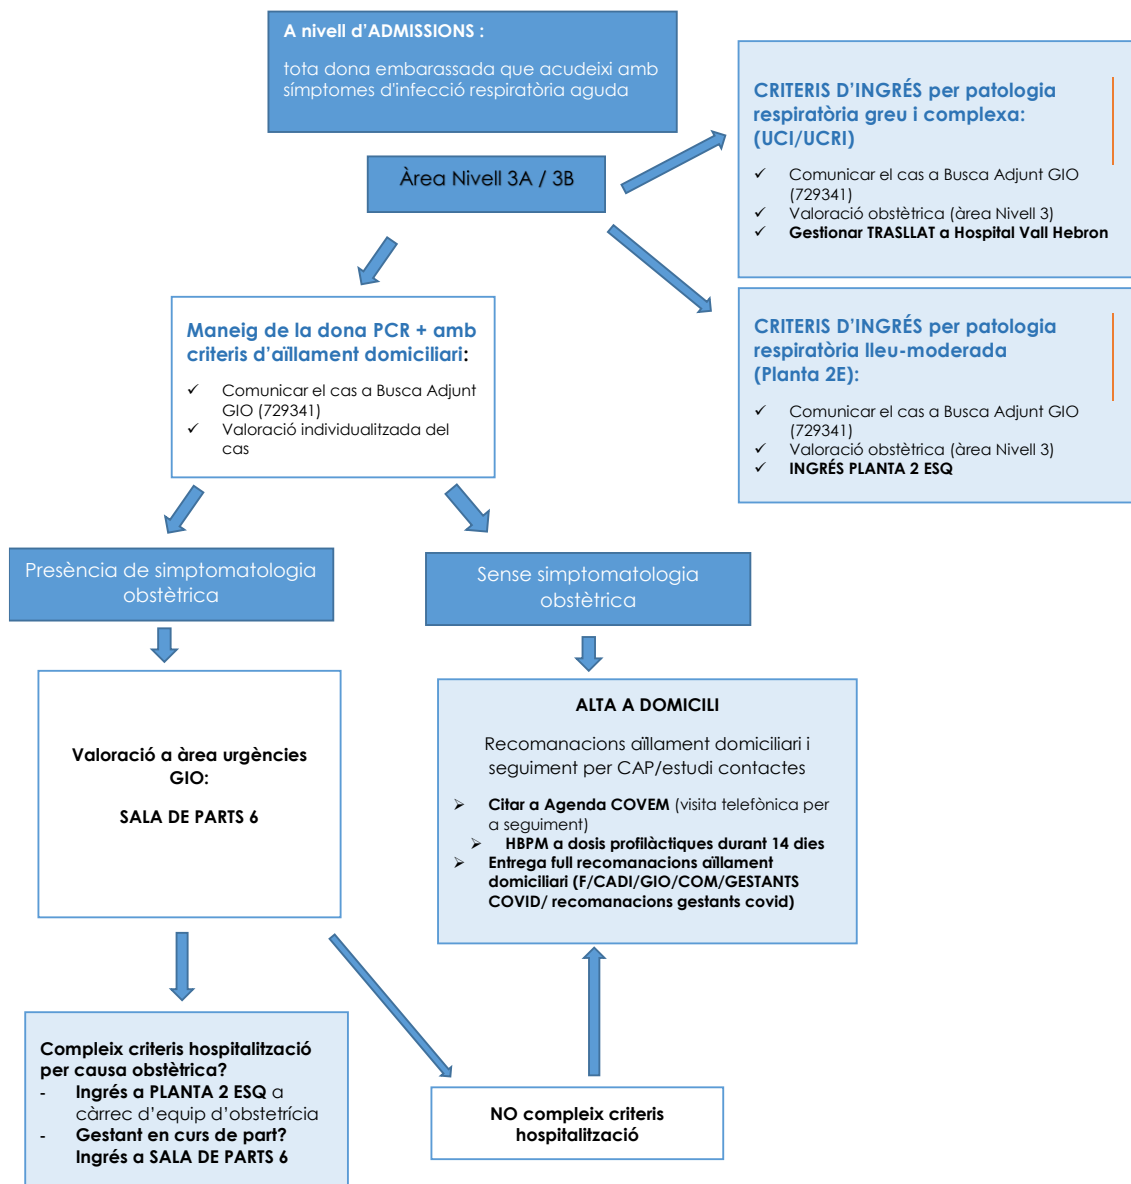 A nivell d'ADMISSIONS :
tota dona embarassada que acudeixi amb
símptomes d'infecció respiratòria aguda
Àrea Nivell 3A / 3B
CRITERIS D'INGRÉS per patologia
respiratòria greu i complexa:
(UCI/UCRI)
✓ Comunicar el cas a Busca Adjunt GIO
(729341)
✓ Valoració obstètrica (àrea Nivell 3)
✓ Gestionar TRASLLAT a Hospital Vall Hebron
CRITERIS D'INGRÉS per patologia
respiratòria lleu-moderada
(Planta 2E):
✓ Comunicar el cas a Busca Adjunt GIO
(729341)
✓ Valoració obstètrica (àrea Nivell 3)
✓ INGRÉS PLANTA 2 ESQ
Maneig de la dona PCR + amb
criteris d'aïllament domiciliari:
✓ Comunicar el cas a Busca Adjunt
GIO (729341)
✓ Valoració individualitzada del
cas
Presència de simptomatologia
obstètrica
Sense simptomatologia
obstètrica
Valoració a àrea urgències
GIO:
SALA DE PARTS 6
ALTA A DOMICILI
Recomanacions aïllament domiciliari i
seguiment per CAP/estudi contactes
➢ Citar a Agenda COVEM (visita telefònica per
a seguiment)
➢ HBPM a dosis profilàctiques durant 14 dies
➢ Entrega full recomanacions aïllament
domiciliari (F/CADI/GIO/COM/GESTANTS
COVID/ recomanacions gestants covid)
Compleix criteris hospitalització
per causa obstètrica?
- Ingrés a PLANTA 2 ESQ a
càrrec d'equip d'obstetrícia
- Gestant en curs de part?
Ingrés a SALA DE PARTS 6
NO compleix criteris
hospitalització